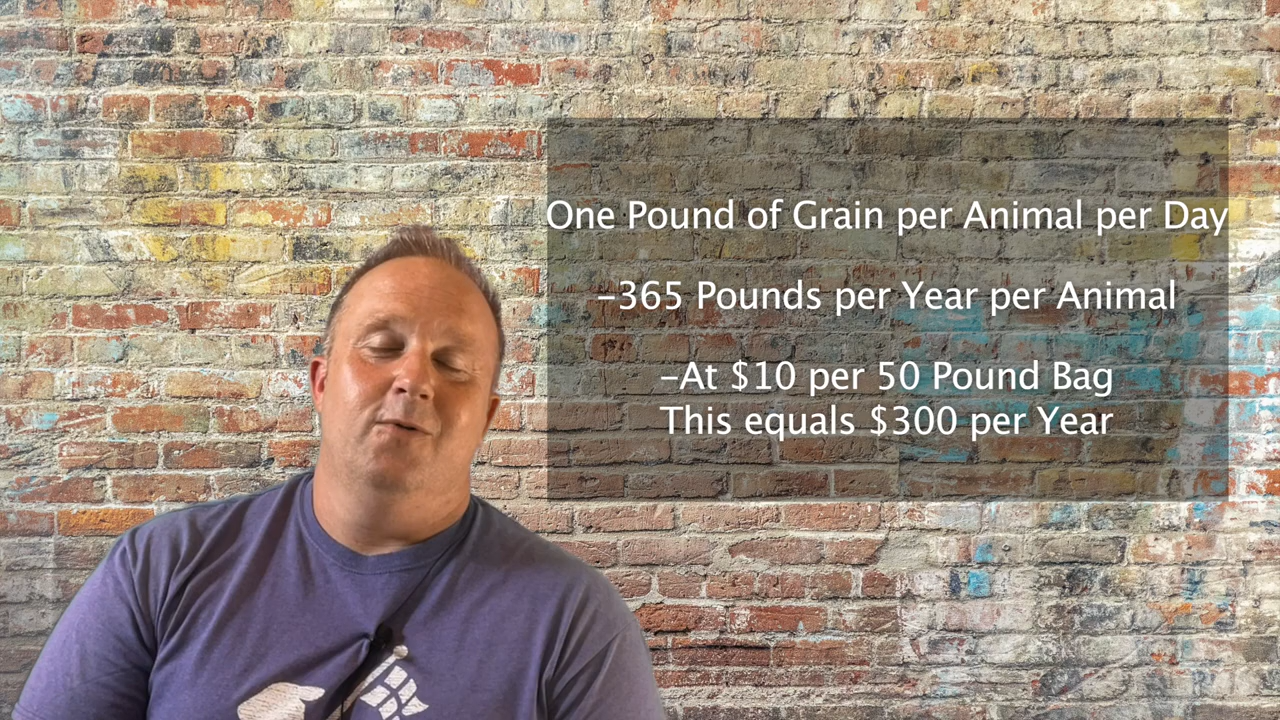 One Pound of Grain per Animal per Day
-365 Pounds per Year per Animal
-At $10 per 50 Pound Bag
This equals $300 per Year